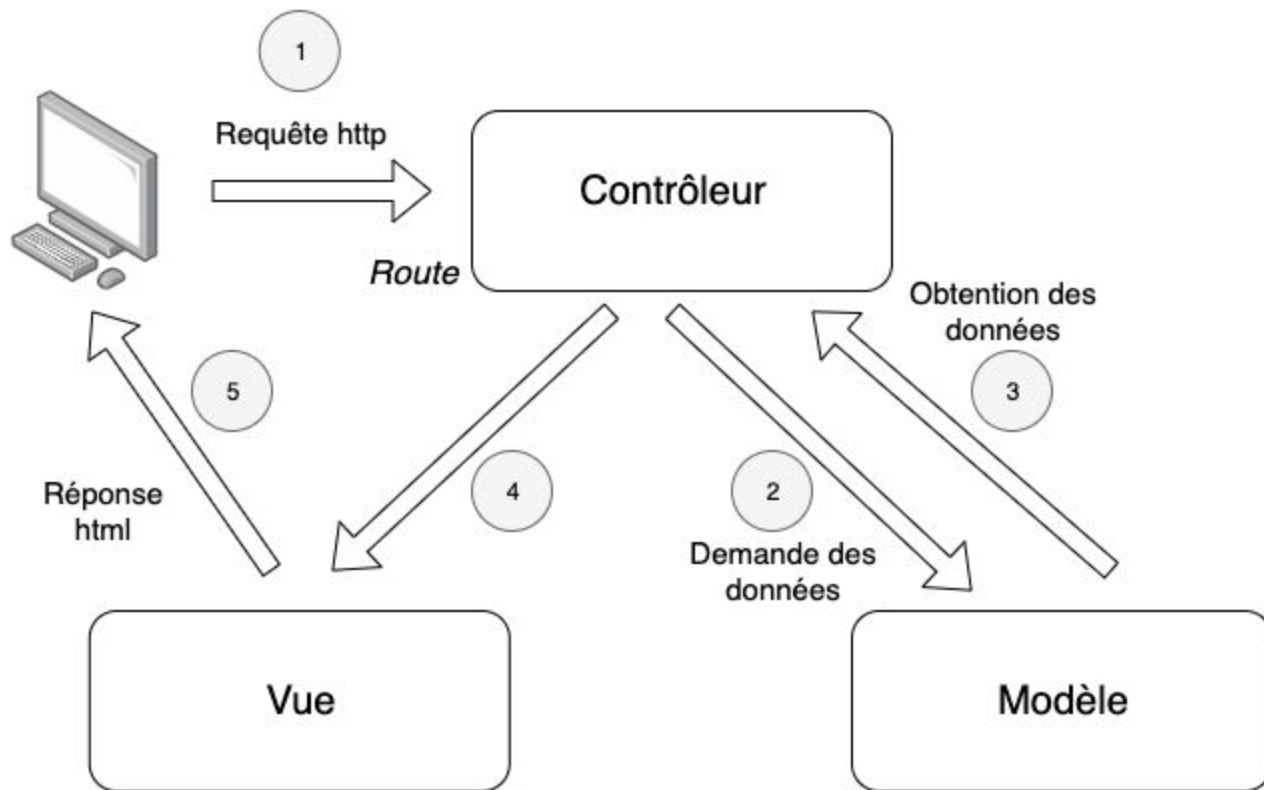 1
Requête http
Contrôleur
Route
Obtention des
données
5
3
4
2
Réponse
html
Demande des
données
Vue
Modèle